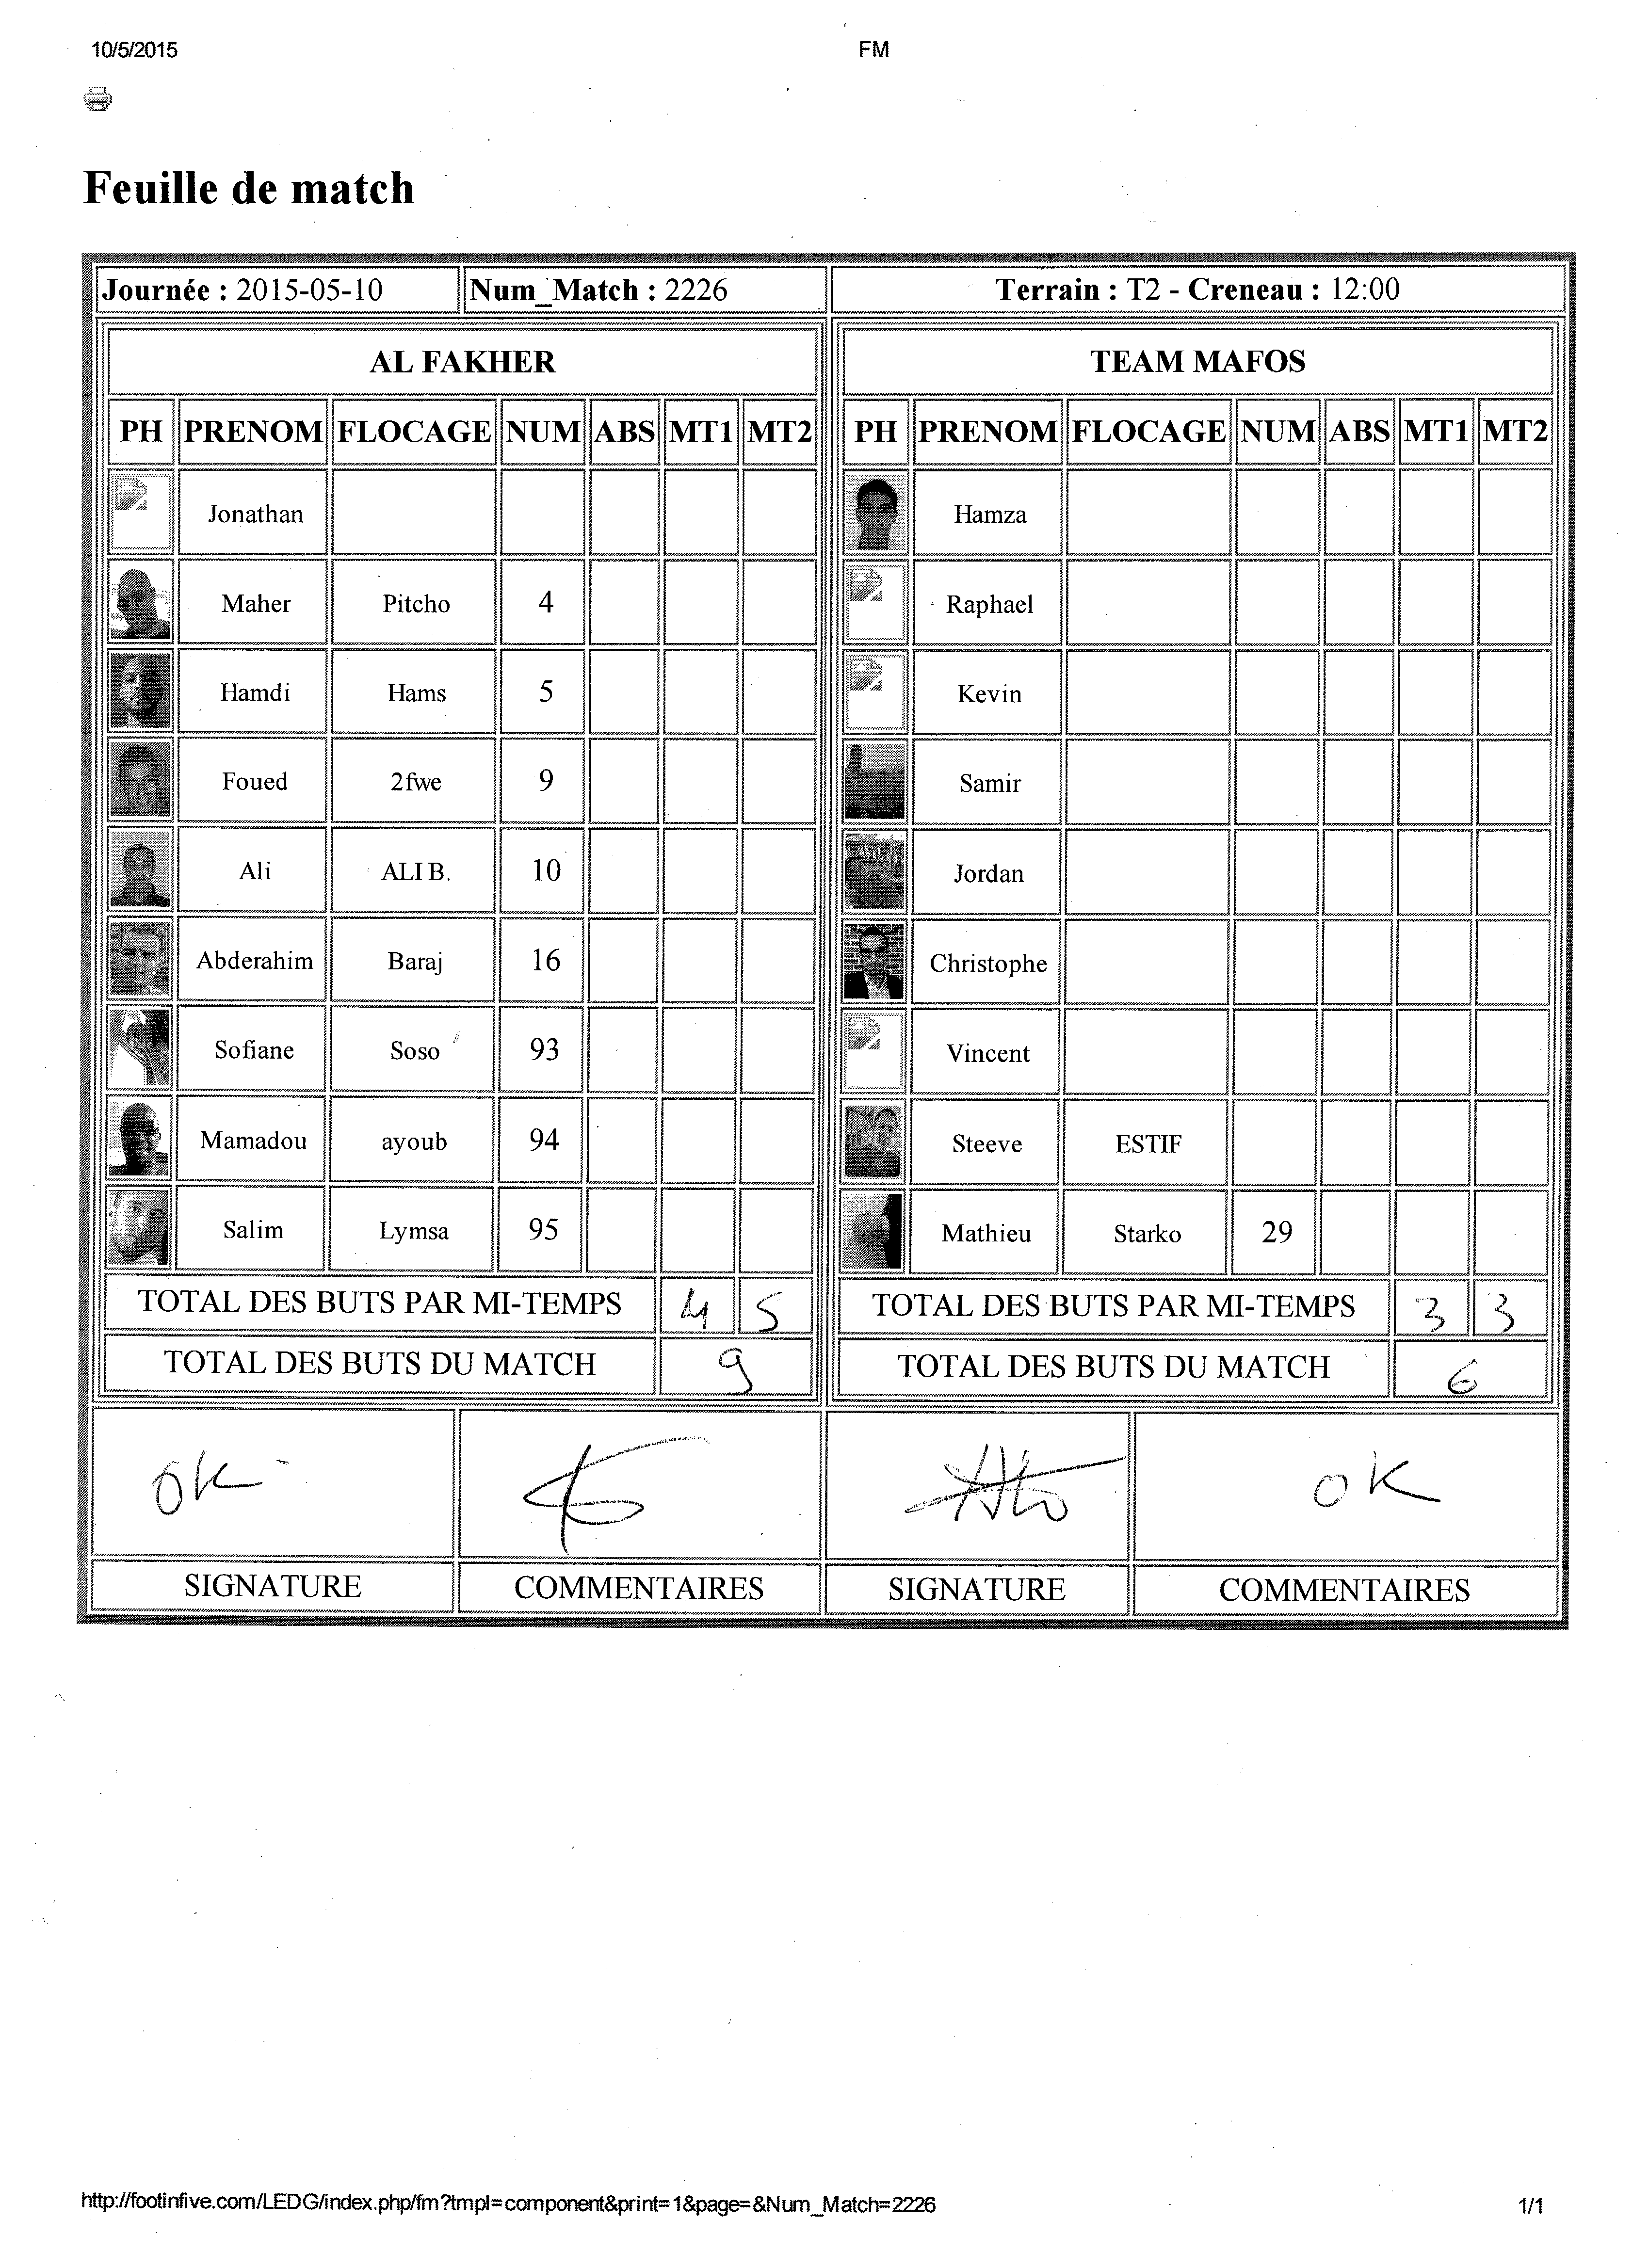 10/5/2015 FM
Feuille de match
Journée : 2015-05-10 Num_Match : 2226 Terrain : T2 - Creneau : 12:00
AL FAKHER TEAM MAFOS
PH PRENOM FLOCAGE NUM ABS MT1 MT2 PH PRENOM FLOCAGE NUM ABS MT1 MT2
Jonathan Hamza
Maher Pitcho 4 Raphael
Hamdi Hams 5 Kevin
Foued 2fwe 9 Samir
Ali ALI B. 10 Jordan
Abderahim Baraj 16 Christophe
Sofiane Soso 93 Vincent
Mamadou ayoub 94 Steeve ESTIF
Salim Lymsa 95 Mathieu Starko 29
TOTAL DES BUTS PAR MI-TEMPS 4 5 TOTAL DES BUTS PAR MI-TEMPS 3 3
TOTAL DES BUTS DU MATCH 9 TOTAL DES BUTS DU MATCH 6
OK OK
SIGNATURE COMMENTAIRES SIGNATURE COMMENTAIRES
http://footinfive.com/LEDG/index.php/fm?tmpl=component&print=1&page=&Num_Match=2226 1/1